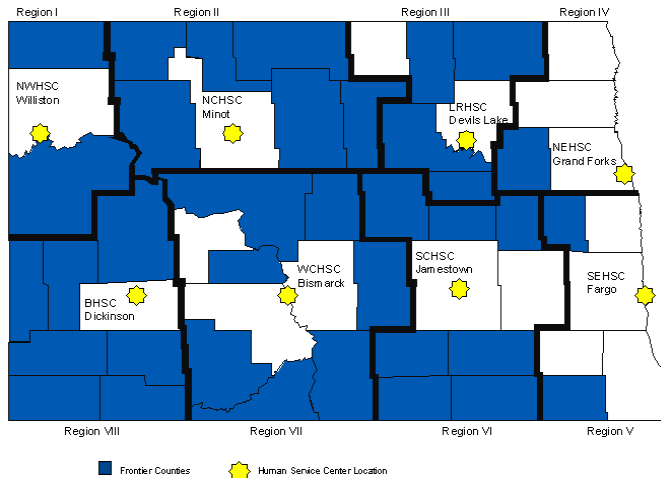 Region I
Region II
Region III
Region IV
NWHSC
Williston
NCHSC
Minot
LRHSC
Devils Lake
NEHSC
Grand Forks
WCHSC
Bismarck
SCHSC
Jamestown
SEHSC
Fargo
BHSC
Dickinson
Region VIII
Region VII
Region VI
Region V
Frontier Counties
Human Service Center Location